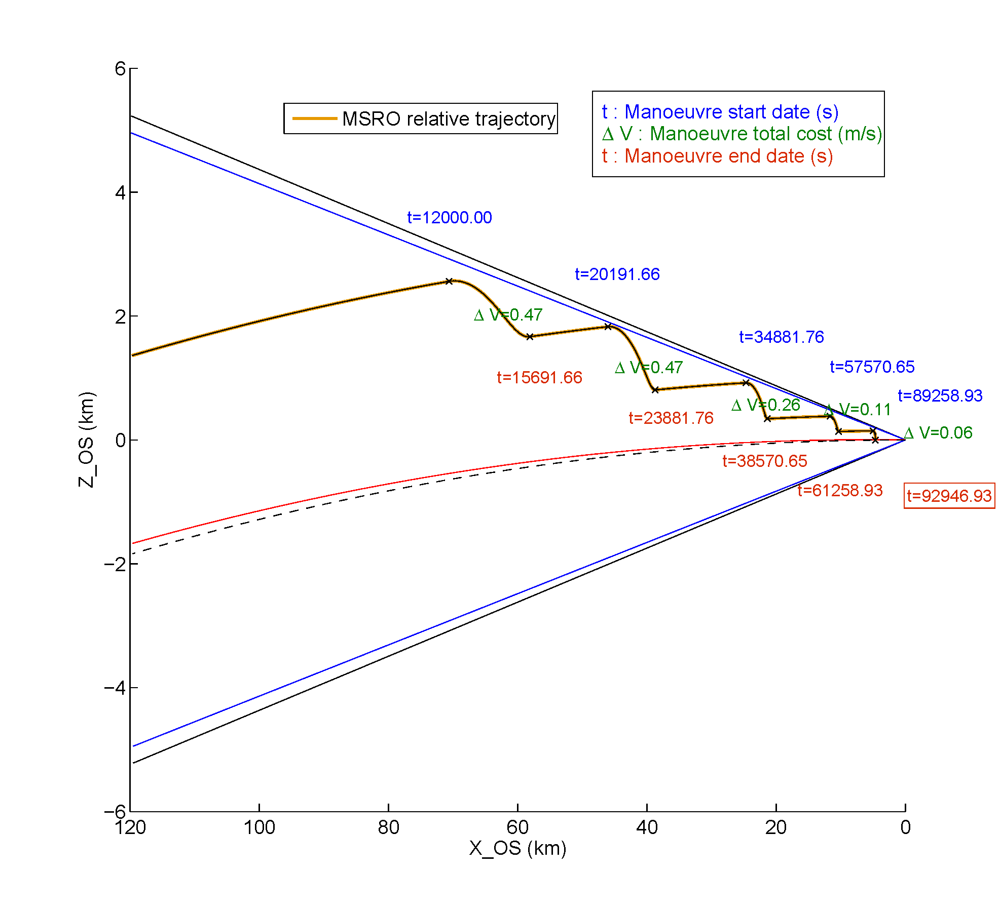 6
4
2
0
−2
−4
−6
Z_OS (km)
MSRO relative trajectory
t : Manoeuvre start date (s)
Δ V : Manoeuvre total cost (m/s)
t : Manoeuvre end date (s)
t=12000.00
t=20191.66
Δ V=0.47
t=34881.76
t=57570.65
Δ V=0.47
t=15691.66
t=89258.93
Δ V=0.26
Δ V=0.11
t=23881.76
Δ V=0.06
t=38570.65
t=61258.93
t=92946.93
120
100
80
60
40
20
0
X_OS (km)